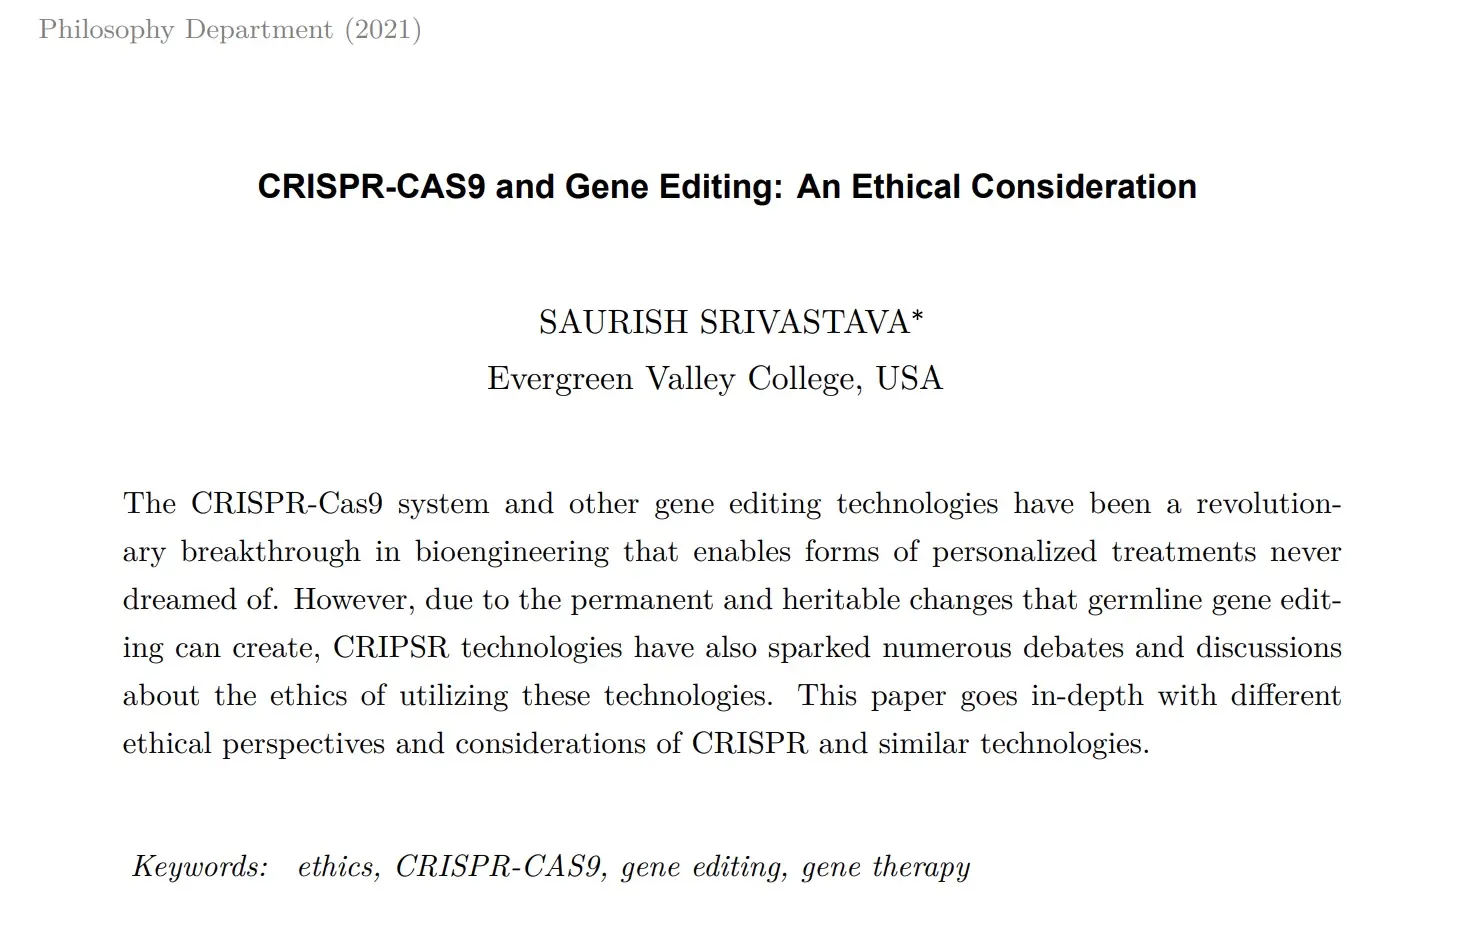 Philosophy Department (2021)
CRISPR-CAS9 and Gene Editing: An Ethical Consideration
SAURISH SRIVASTAVA*
Evergreen Valley College, USA
The CRISPR-Cas9 system and other gene editing technologies have been a revolution-
ary breakthrough in bioengineering that enables forms of personalized treatments never
dreamed of. However, due to the permanent and heritable changes that germline gene edit-
ing can create, CRIPSR technologies have also sparked numerous debates and discussions
about the ethics of utilizing these technologies. This paper goes in-depth with different
ethical perspectives and considerations of CRISPR and similar technologies.
Keywords: ethics, CRISPR-CAS9, gene editing, gene therapy